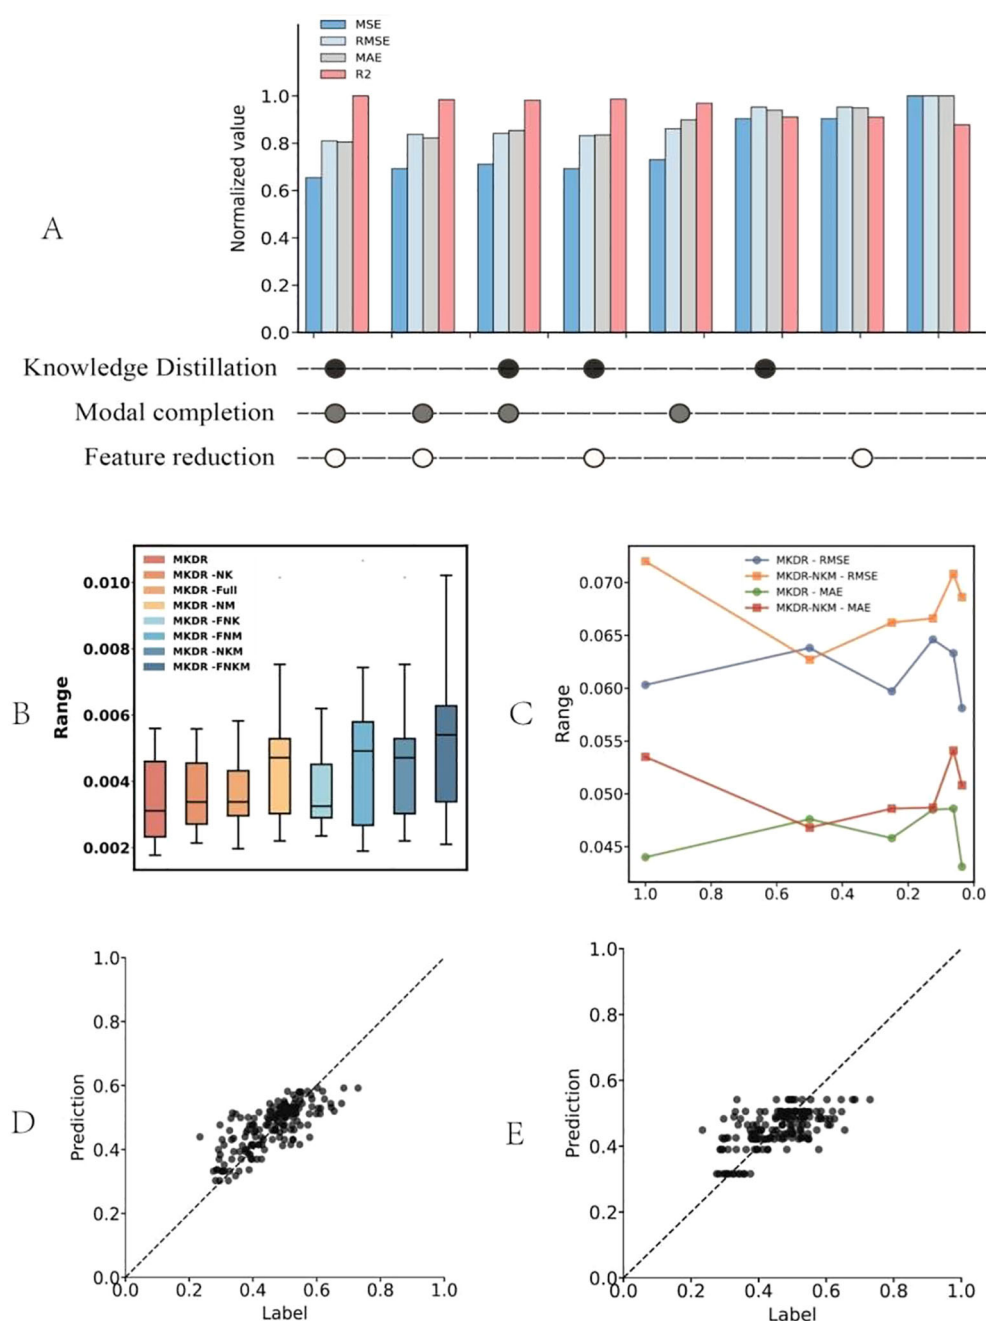 MSE
RMSE
MAE
R2
1.0
0.8
0.6
0.4
0.2
0.0
Normalized value
A
Knowledge Distillation
Modal completion
Feature reduction
B
Range
0.010
0.008
0.006
0.004
0.002
MKDR
MKDR -NK
MKDR -Full
MKDR -NM
MKDR -FNK
MKDR -FNM
MKDR -NKM
MKDR -FNKM
C
Range
0.070
0.065
0.060
0.055
0.050
0.045
MKDR - RMSE
MKDR-NKM - RMSE
MKDR - MAE
MKDR-NKM - MAE
1.0 0.8 0.6 0.4 0.2 0.0
D
Prediction
1.0
0.8
0.6
0.4
0.2
0.0
0.0 0.2 0.4 0.6 0.8 1.0
Label
E
Prediction
1.0
0.8
0.6
0.4
0.2
0.0
0.0 0.2 0.4 0.6 0.8 1.0
Label